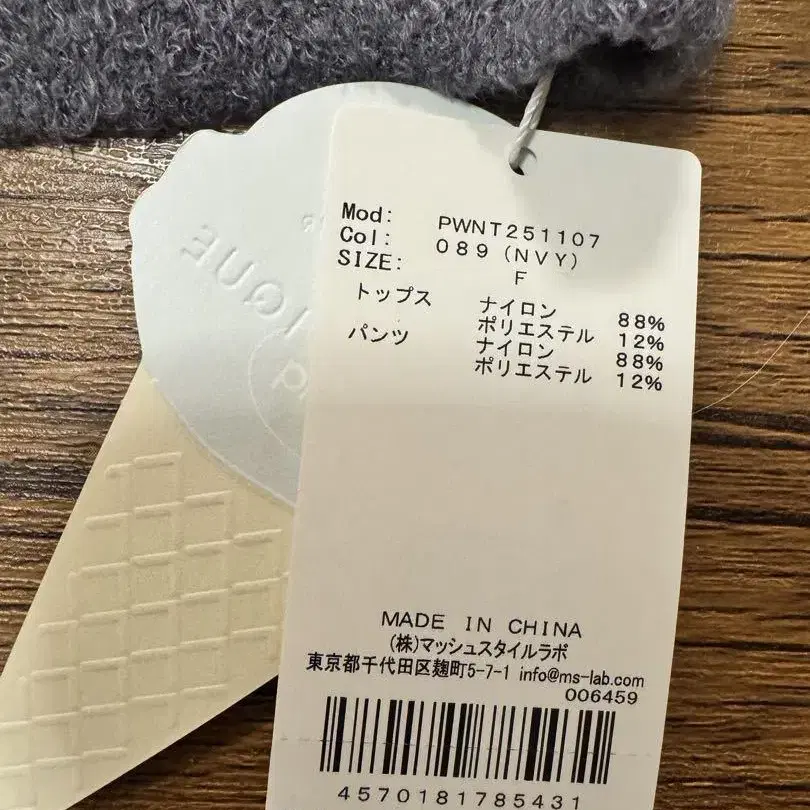 Mod: PWNT251107
Col: 089 (NVY)
SIZE: F
トップス ナイロン 88%
ポリエステル 12%
パンツ ナイロン 88%
ポリエステル 12%
MADE IN CHINA
(株)マッシュスタイルラボ
東京都千代田区麹町5-7-1 info@ms-lab.com
006459
4570181785431